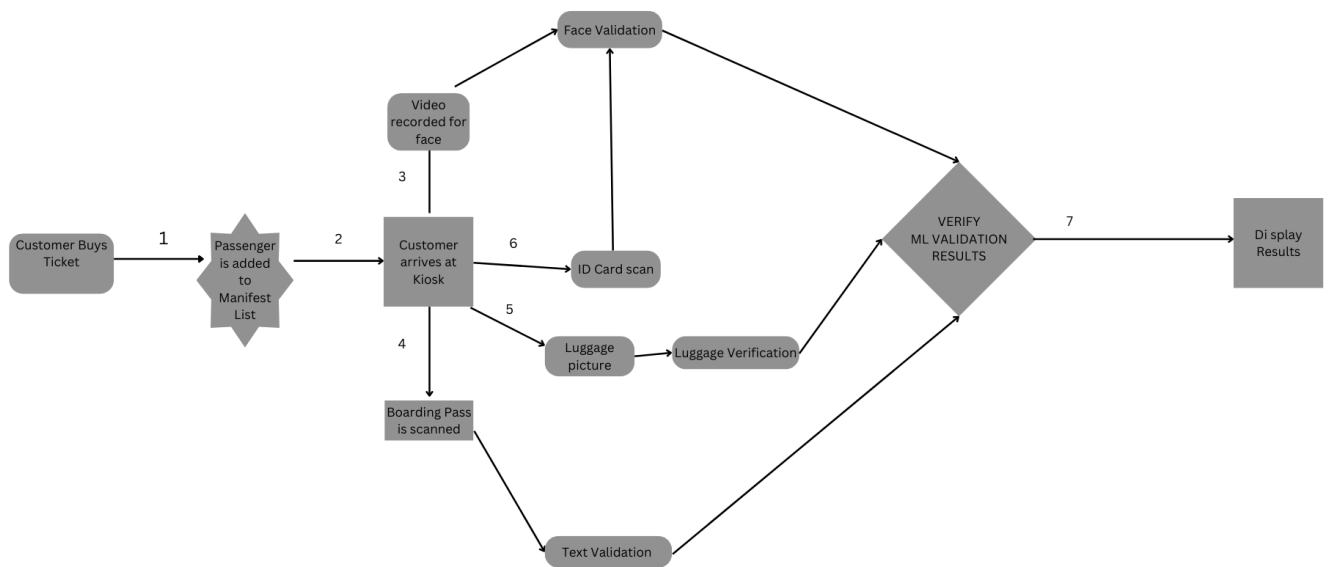 Face Validation
Video
recorded for
face
3
Customer Buys
Ticket
1
Passenger
is added
to
Manifest
List
2
Customer
arrives at
Kiosk
6
ID Card scan
5
Luggage
picture
Luggage Verification
4
Boarding Pass
is scanned
Text Validation
VERIFY
ML VALIDATION
RESULTS
7
Di splay
Results